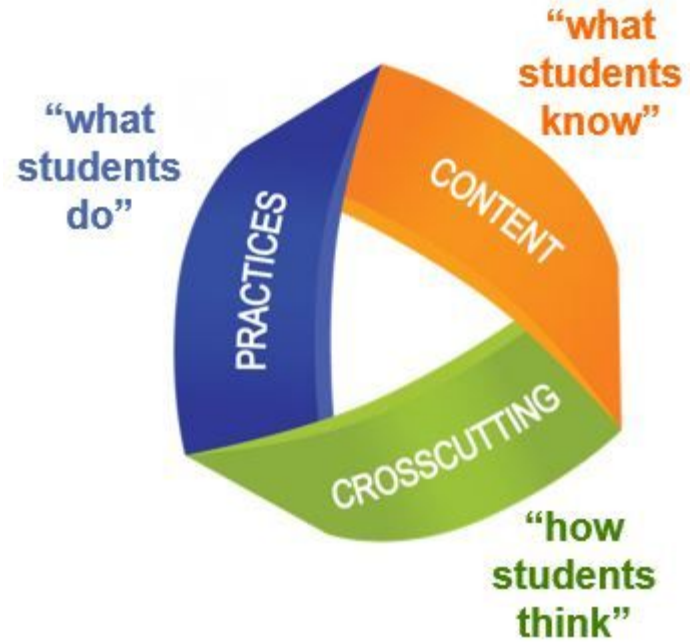 “what
students
know”
“what
students
do”
CONTENT
PRACTICES
CROSSCUTTING
“how
students
think”